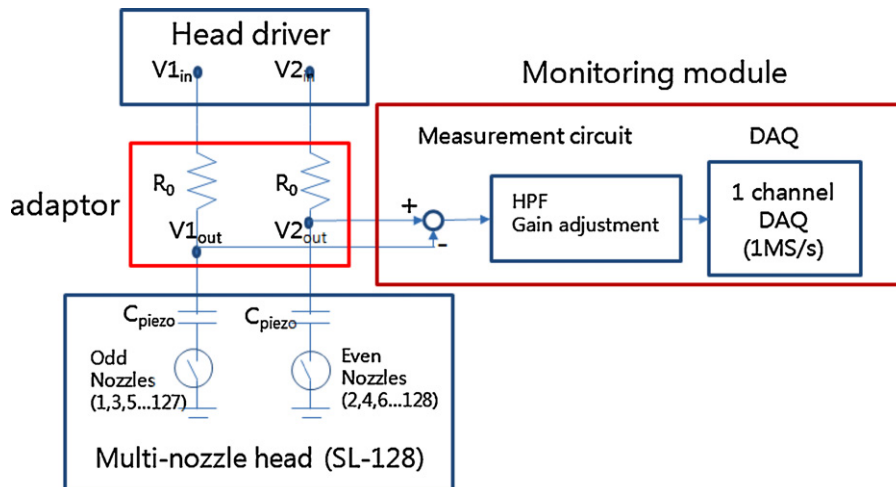 Head driver
V1in
V2in
Monitoring module
Measurement circuit
DAQ
adaptor
R0
R0
V1out
V2out
+
-
HPF
Gain adjustment
1 channel
DAQ
(1MS/s)
Cpiezo
Cpiezo
Odd
Nozzles
(1,3,5...127)
Even
Nozzles
(2,4,6...128)
Multi-nozzle head (SL-128)